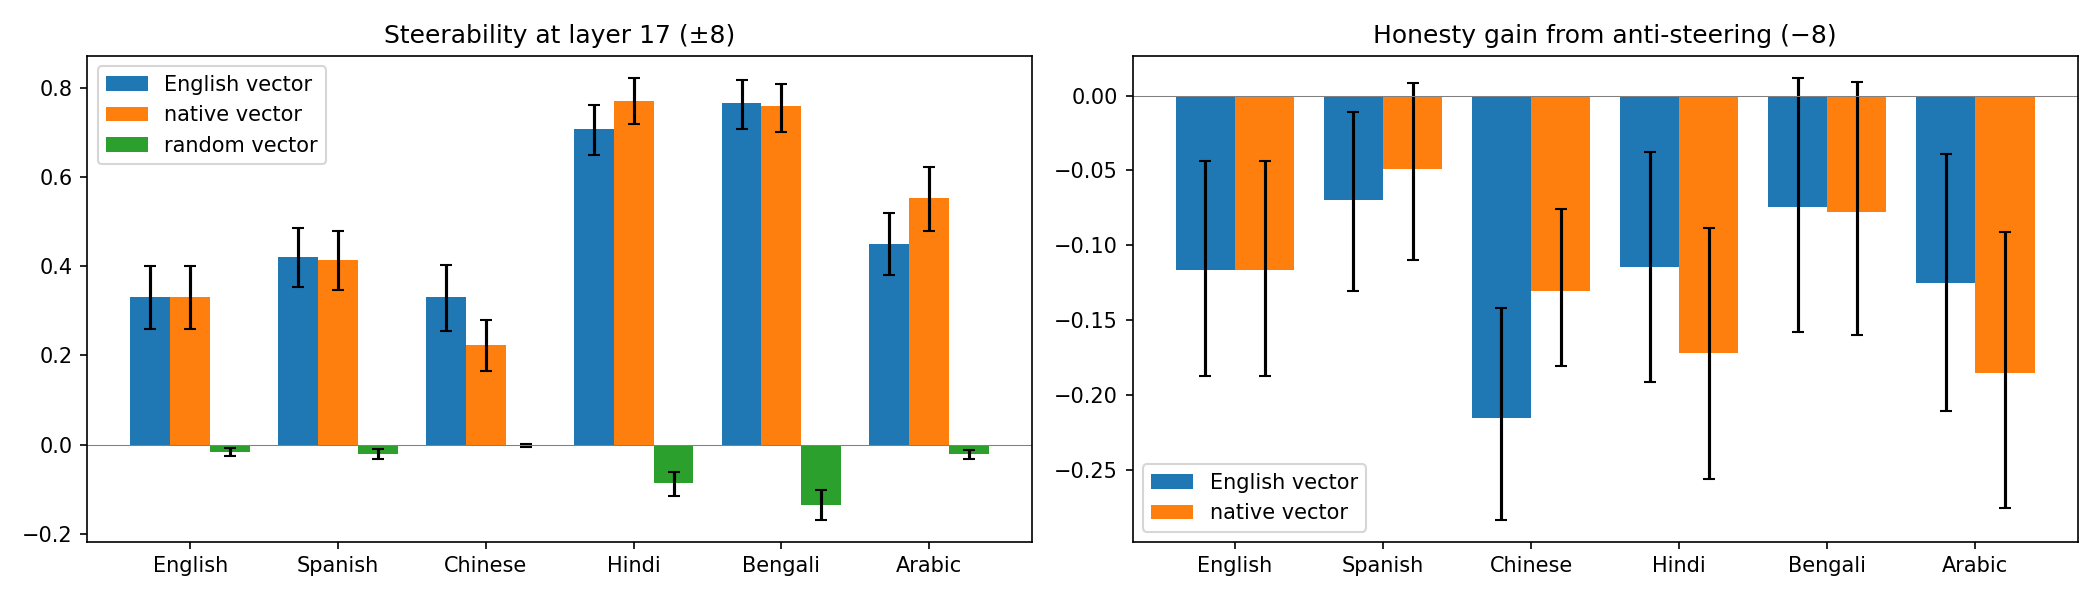 Steerability at layer 17 (±8)
English vector
native vector
random vector
0.8
0.6
0.4
0.2
0.0
−0.2
English
Spanish
Chinese
Hindi
Bengali
Arabic
Honesty gain from anti-steering (−8)
0.00
−0.05
−0.10
−0.15
−0.20
−0.25
English vector
native vector
English
Spanish
Chinese
Hindi
Bengali
Arabic